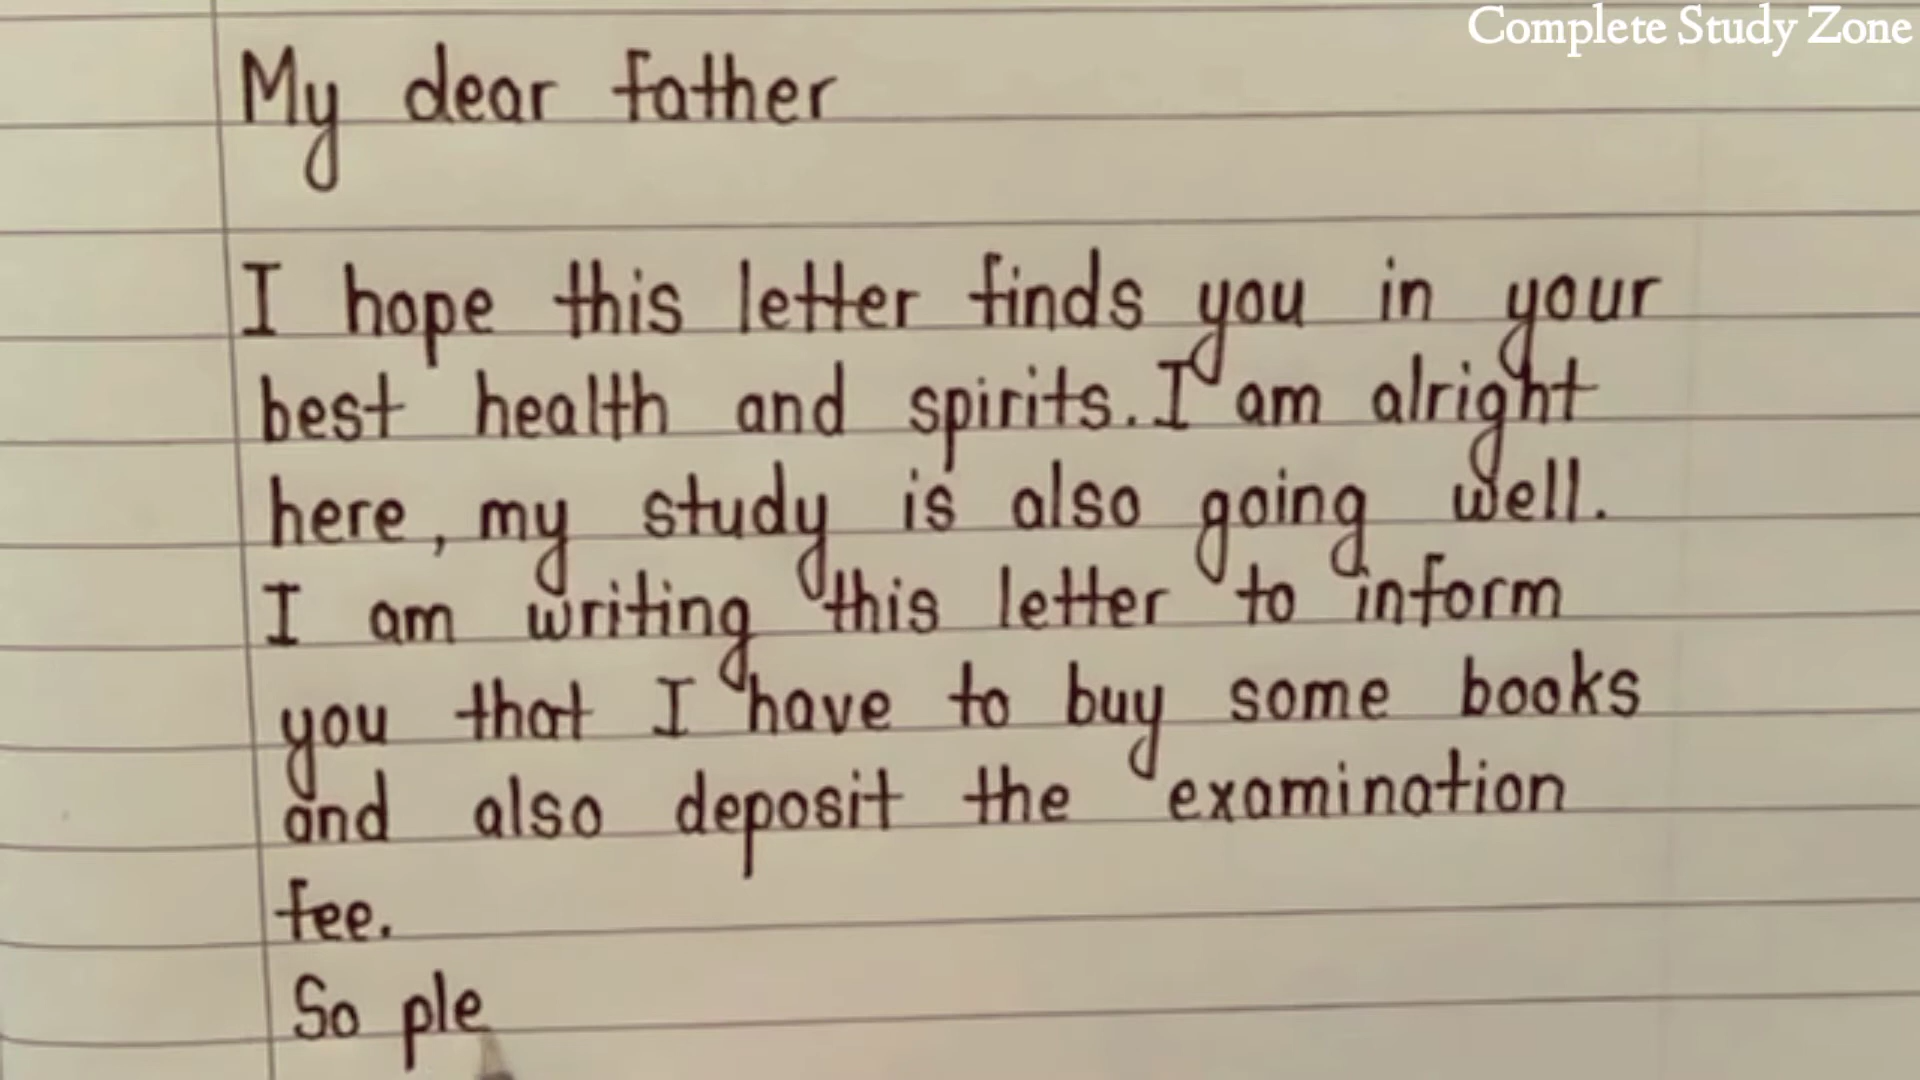 Complete Study Zone
My dear father
I hope this letter finds you in your
best health and spirits. I am alright
here, my study is also going well.
I am writing this letter to inform
you that I have to buy some books
and also deposit the examination
fee.
So ple